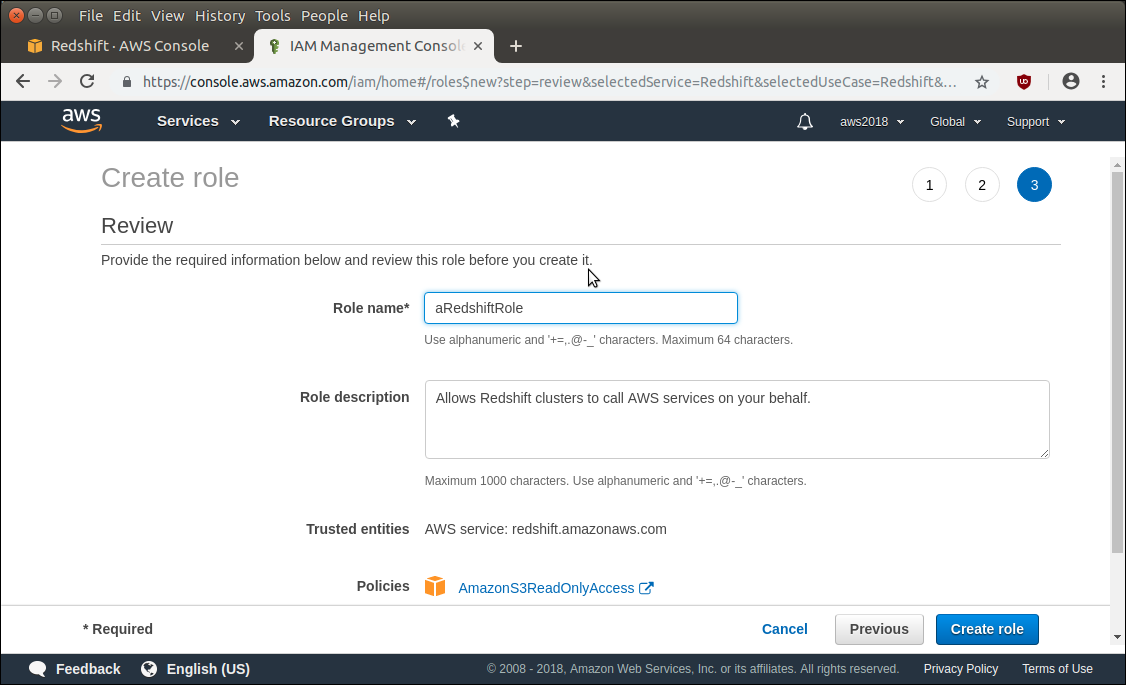 File Edit View History Tools People Help
Redshift · AWS Console
IAM Management Consol
https://console.aws.amazon.com/iam/home#/roles$new?step=review&selectedService=Redshift&selectedUseCase=Redshift&...
aws Services Resource Groups aws2018 Global Support
Create role
1 2 3
Review
Provide the required information below and review this role before you create it.
Role name* aRedshiftRole
Use alphanumeric and '+=,.@-_' characters. Maximum 64 characters.
Role description Allows Redshift clusters to call AWS services on your behalf.
Maximum 1000 characters. Use alphanumeric and '+=,.@-_' characters.
Trusted entities AWS service: redshift.amazonaws.com
Policies AmazonS3ReadOnlyAccess
* Required Cancel Previous Create role
Feedback English (US) © 2008 - 2018, Amazon Web Services, Inc. or its affiliates. All rights reserved. Privacy Policy Terms of Use